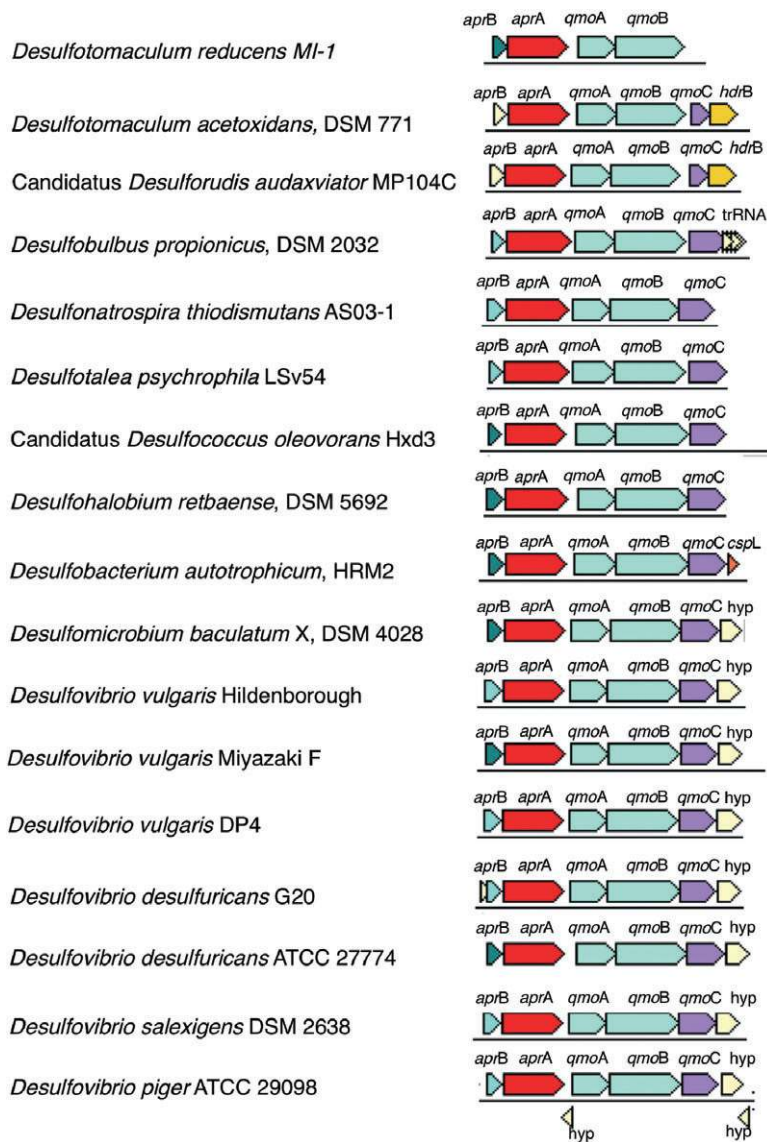 aprB aprA qmoA qmoB
Desulfotomaculum reducens MI-1
aprB aprA qmoA qmoB qmoC hdrB
Desulfotomaculum acetoxidans, DSM 771
aprB aprA qmoA qmoB qmoC hdrB
Candidatus Desulforudis audaxviator MP104C
aprB aprA qmoA qmoB qmoC trRNA
Desulfobulbus propionicus, DSM 2032
aprB aprA qmoA qmoB qmoC
Desulfonatrospira thiodismutans AS03-1
aprB aprA qmoA qmoB qmoC
Desulfotalea psychrophila LSv54
aprB aprA qmoA qmoB qmoC
Candidatus Desulfococcus oleovorans Hxd3
aprB aprA qmoA qmoB qmoC
Desulfohalobium retbaense, DSM 5692
aprB aprA qmoA qmoB qmoC cspL
Desulfobacterium autotrophicum, HRM2
aprB aprA qmoA qmoB qmoC hyp
Desulfomicrobium baculatum X, DSM 4028
aprB aprA qmoA qmoB qmoC hyp
Desulfovibrio vulgaris Hildenborough
aprB aprA qmoA qmoB qmoC hyp
Desulfovibrio vulgaris Miyazaki F
aprB aprA qmoA qmoB qmoC hyp
Desulfovibrio vulgaris DP4
aprB aprA qmoA qmoB qmoC hyp
Desulfovibrio desulfuricans G20
aprB aprA qmoA qmoB qmoC hyp
Desulfovibrio desulfuricans ATCC 27774
aprB aprA qmoA qmoB qmoC hyp
Desulfovibrio salexigens DSM 2638
aprB aprA qmoA qmoB qmoC hyp
Desulfovibrio piger ATCC 29098
hyp hyp